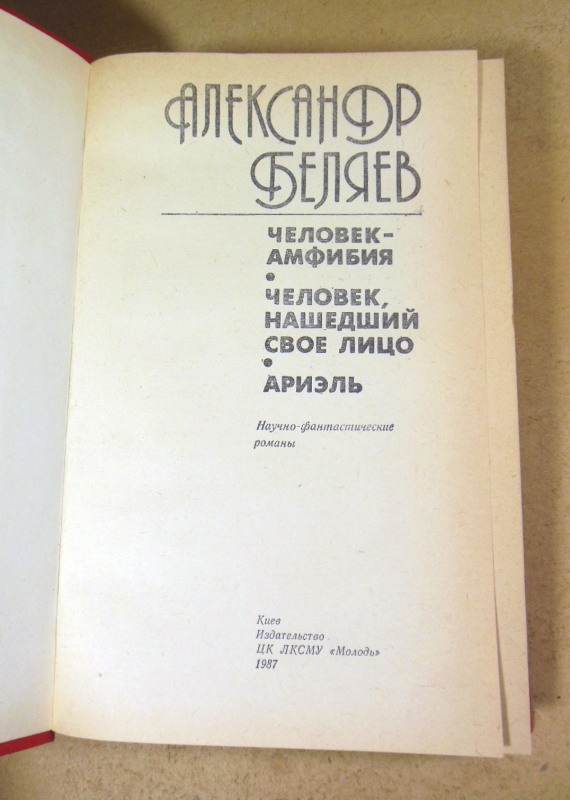 АЛЕКСАНДР
БЕЛЯЕВ
ЧЕЛОВЕК-
АМФИБИЯ
•
ЧЕЛОВЕК,
НАШЕДШИЙ
СВОЕ ЛИЦО
•
АРИЭЛЬ
Научно-фантастические
романы
Киев
Издательство
ЦК ЛКСМУ «Молодь»
1987